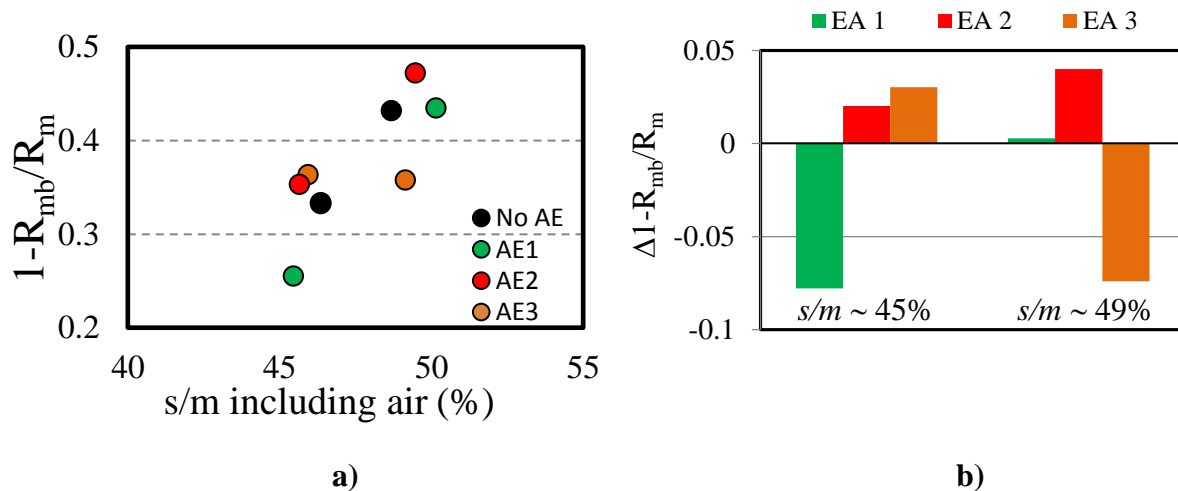 0.5
0.4
0.3
0.2
1-Rmb/Rm
No AE
AE1
AE2
AE3
40 45 50 55
s/m including air (%)
a)
EA 1 EA 2 EA 3
0.05
0
-0.05
-0.1
Δ1-Rmb/Rm
s/m ~ 45% s/m ~ 49%
b)